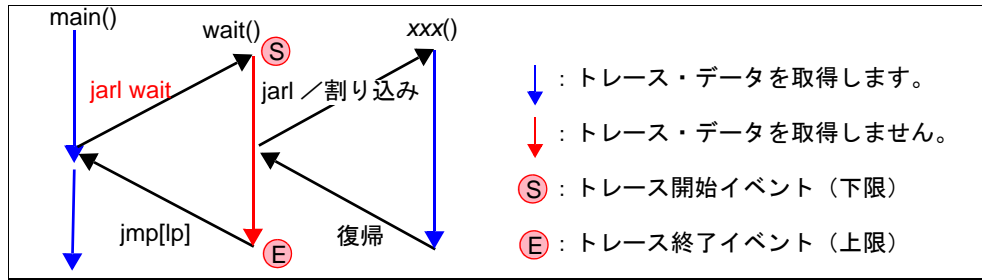 main()
wait()
xxx()
S
jarl wait
jarl ／割り込み
jmp[lp]
復帰
E
: トレース・データを取得します。
: トレース・データを取得しません。
S : トレース開始イベント（下限）
E : トレース終了イベント（上限）